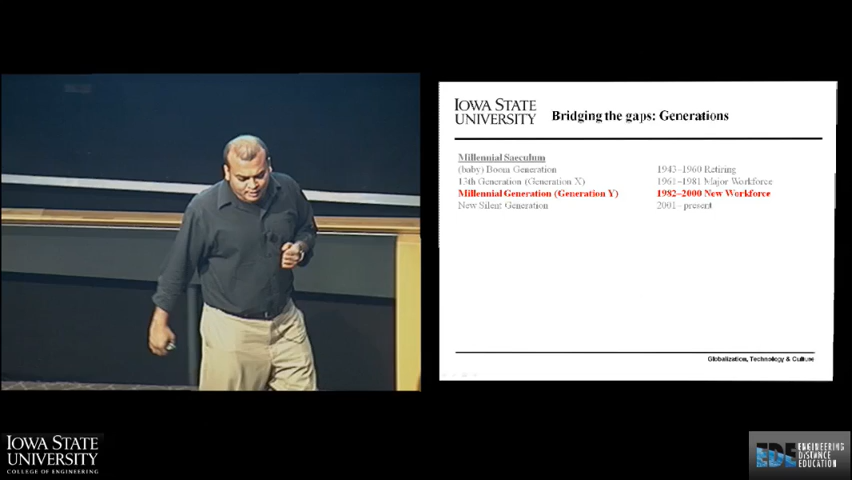 IOWA STATE
UNIVERSITY
Bridging the gaps: Generations
Millennial Saeculum
(baby) Boom Generation 1943–1960 Retiring
13th Generation (Generation X) 1961–1981 Major Workforce
Millennial Generation (Generation Y) 1982–2000 New Workforce
New Silent Generation 2001– present
Globalization, Technology & Culture
IOWA STATE
UNIVERSITY
COLLEGE OF ENGINEERING
EDE ENGINEERING
DISTANCE
EDUCATION